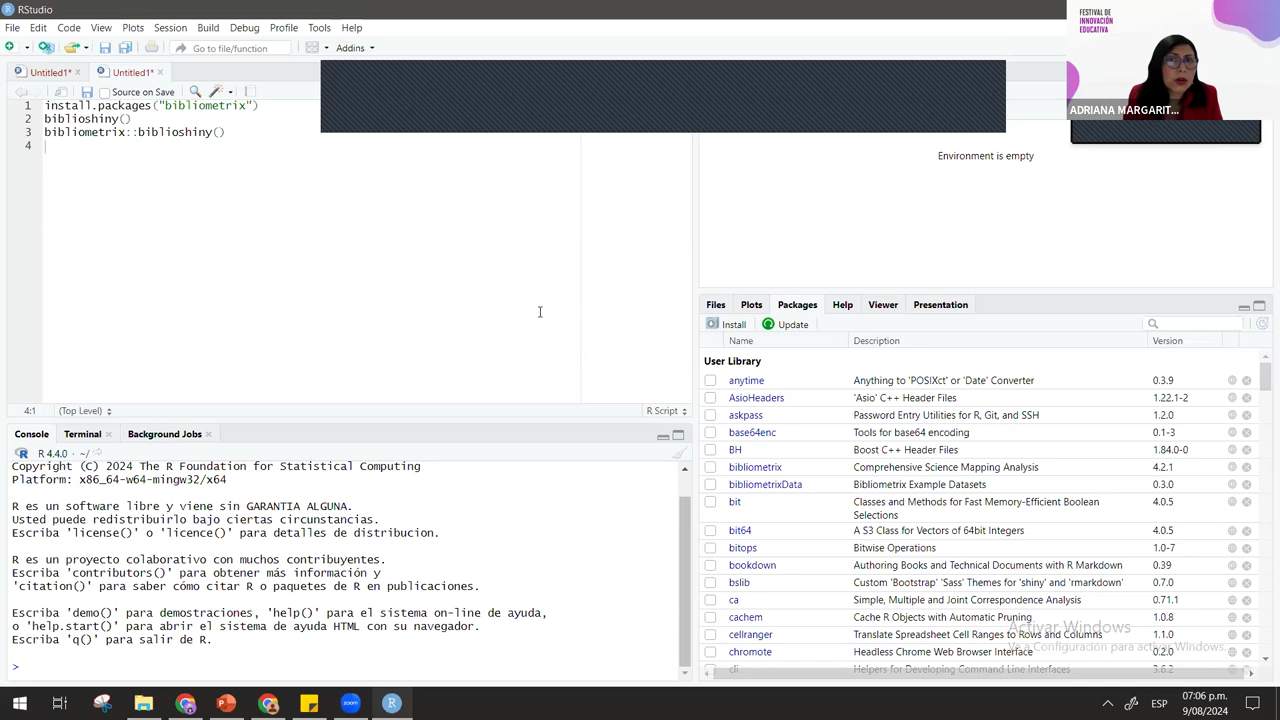 RStudio
File Edit Code View Plots Session Build Debug Profile Tools Help
Go to file/function Addins
Untitled1* Untitled1*
Source on Save
1 install.packages("bibliometrix")
2 biblioshiny()
3 bibliometrix::biblioshiny()
4
4:1 (Top Level) R Script
Console Terminal Background Jobs
R 4.4.0 · ~/
Copyright (C) 2024 The R Foundation for Statistical Computing
Platform: x86_64-w64-mingw32/x64
R es un software libre y viene sin GARANTIA ALGUNA.
Usted puede redistribuirlo bajo ciertas circunstancias.
Escriba 'license()' o 'licence()' para detalles de distribucion.
R es un proyecto colaborativo con muchos contribuyentes.
Escriba 'contributors()' para obtener más información y
'citation()' para saber cómo citar R o paquetes de R en publicaciones.
Escriba 'demo()' para demostraciones, 'help()' para el sistema on-line de ayuda,
o 'help.start()' para abrir el sistema de ayuda HTML con su navegador.
Escriba 'q()' para salir de R.
>
FESTIVAL DE
INNOVACIÓN
EDUCATIVA
ADRIANA MARGARIT...
Environment is empty
Files Plots Packages Help Viewer Presentation
Install Update
Name Description Version
User Library
anytime Anything to 'POSIXct' or 'Date' Converter 0.3.9
AsioHeaders 'Asio' C++ Header Files 1.22.1-2
askpass Password Entry Utilities for R, Git, and SSH 1.2.0
base64enc Tools for base64 encoding 0.1-3
BH Boost C++ Header Files 1.84.0-0
bibliometrix Comprehensive Science Mapping Analysis 4.2.1
bibliometrixData Bibliometrix Example Datasets 0.3.0
bit Classes and Methods for Fast Memory-Efficient Boolean 4.0.5
Selections
bit64 A S3 Class for Vectors of 64bit Integers 4.0.5
bitops Bitwise Operations 1.0-7
bookdown Authoring Books and Technical Documents with R Markdown 0.39
bslib Custom 'Bootstrap' 'Sass' Themes for 'shiny' and 'rmarkdown' 0.7.0
ca Simple, Multiple and Joint Correspondence Analysis 0.71.1
cachem Cache R Objects with Automatic Pruning 1.0.8
cellranger Translate Spreadsheet Cell Ranges to Rows and Columns 1.1.0
chromote Headless Chrome Web Browser Interface 0.2.0
cli Helpers for Developing Command Line Interfaces 3.6.2
Activar Windows
Ve a Configuración para activar Windows.
zoom
ESP
07:06 p.m.
9/08/2024